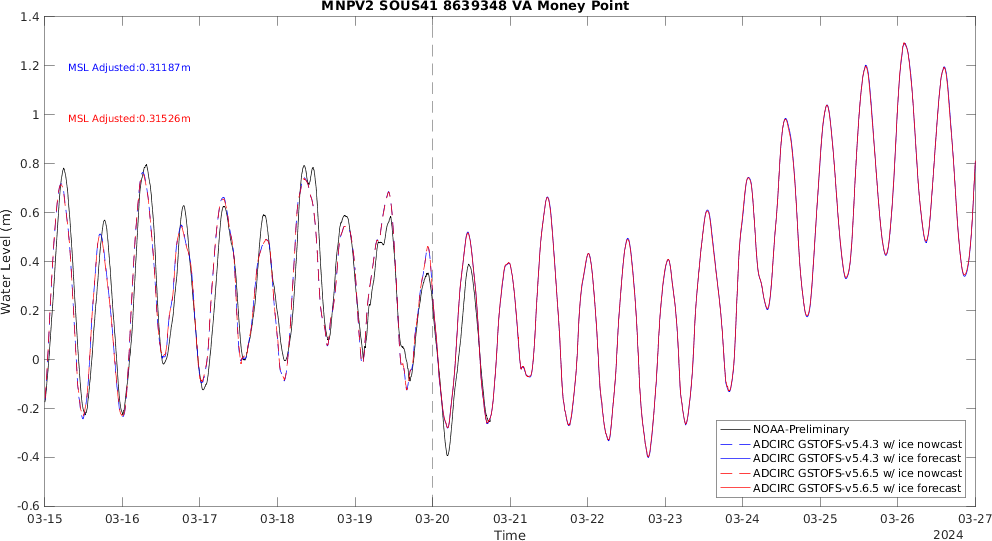 MNPV2 SOUS41 8639348 VA Money Point
1.4
1.2
1
0.8
0.6
0.4
0.2
0
-0.2
-0.4
-0.6
Water Level (m)
MSL Adjusted:0.31187m
MSL Adjusted:0.31526m
NOAA-Preliminary
ADCIRC GSTOFS-v5.4.3 w/ ice nowcast
ADCIRC GSTOFS-v5.4.3 w/ ice forecast
ADCIRC GSTOFS-v5.6.5 w/ ice nowcast
ADCIRC GSTOFS-v5.6.5 w/ ice forecast
03-15 03-16 03-17 03-18 03-19 03-20 03-21 03-22 03-23 03-24 03-25 03-26 03-27
Time
2024